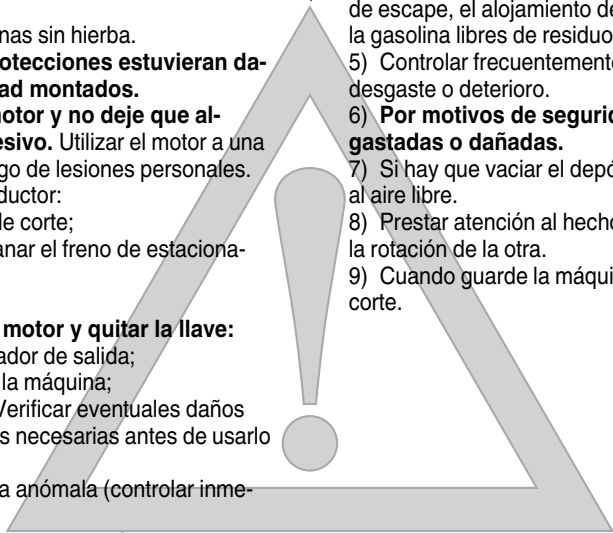 nas sin hierba.
otecciones estuvieran da-
ad montados.
motor y no deje que al-
esivo. Utilizar el motor a una
go de lesiones personales.
ductor:
de corte;
anar el freno de estaciona-
motor y quitar la llave:
ador de salida;
la máquina;
Verificar eventuales daños
s necesarias antes de usarlo
a anómala (controlar inme-
de escape, el alojamiento de
la gasolina libres de residuo
5) Controlar frecuentemente
desgaste o deterioro.
6) Por motivos de segurid
gastadas o dañadas.
7) Si hay que vaciar el depó
al aire libre.
8) Prestar atención al hecho
la rotación de la otra.
9) Cuando guarde la máqui
corte.